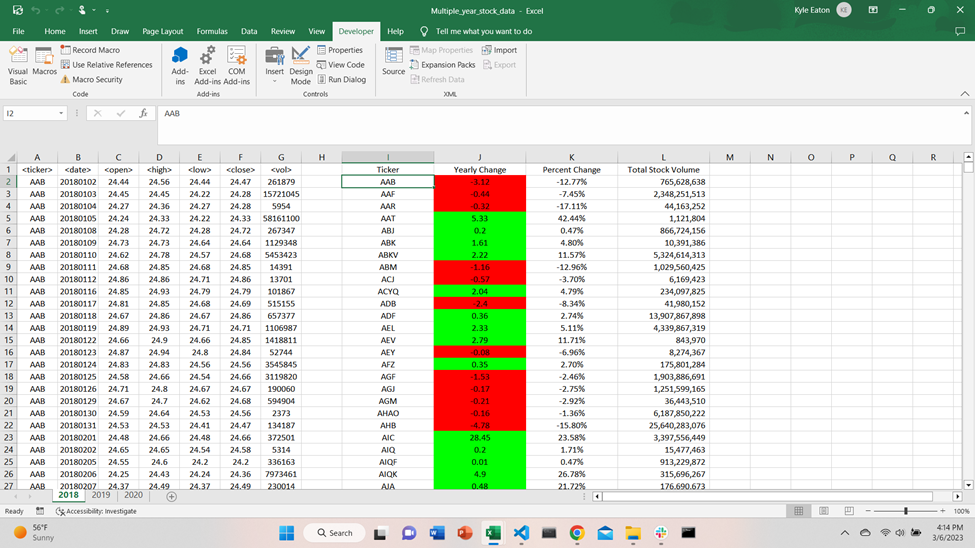 Multiple_year_stock_data - Excel
Kyle Eaton KE
File Home Insert Draw Page Layout Formulas Data Review View Developer Help Tell me what you want to do
Visual Basic Macros Record Macro Use Relative References Macro Security Code
Add-ins Excel Add-ins COM Add-ins Add-ins
Insert Design Mode Properties View Code Run Dialog Controls
Source Map Properties Expansion Packs Refresh Data Import Export XML
I2 fx AAB
A B C D E F G H I J K L M N O P Q R
1 <ticker> <date> <open> <high> <low> <close> <vol> Ticker Yearly Change Percent Change Total Stock Volume
2 AAB 20180102 24.44 24.56 24.44 24.47 261879 AAB -3.12 -12.77% 765,628,638
3 AAB 20180103 24.45 24.45 24.22 24.28 15721045 AAF -0.44 -7.45% 2,348,251,513
4 AAB 20180104 24.27 24.36 24.27 24.28 5954 AAR -0.32 -17.11% 44,163,252
5 AAB 20180105 24.24 24.33 24.22 24.33 58161100 AAT 5.33 42.44% 1,121,804
6 AAB 20180108 24.28 24.72 24.28 24.72 267347 ABJ 0.2 0.47% 866,724,156
7 AAB 20180109 24.73 24.73 24.64 24.64 1129348 ABK 1.61 4.80% 10,391,386
8 AAB 20180110 24.62 24.78 24.57 24.68 5453423 ABKV 2.22 11.57% 5,324,614,313
9 AAB 20180111 24.68 24.85 24.68 24.85 14391 ABM -1.16 -12.96% 1,029,560,425
10 AAB 20180112 24.86 24.86 24.71 24.86 13701 ACJ -0.57 -3.70% 6,169,423
11 AAB 20180116 24.85 24.93 24.79 24.79 101867 ACYQ 2.04 4.79% 234,097,825
12 AAB 20180117 24.81 24.85 24.68 24.69 515155 ADB -2.4 -8.34% 41,980,152
13 AAB 20180118 24.67 24.86 24.67 24.86 657377 ADF 0.36 2.74% 13,907,867,898
14 AAB 20180119 24.89 24.93 24.71 24.71 1106987 AEL 2.33 5.11% 4,339,867,319
15 AAB 20180122 24.66 24.9 24.66 24.85 1418811 AEV 2.79 11.71% 843,970
16 AAB 20180123 24.87 24.94 24.8 24.84 52744 AEY -0.08 -6.96% 8,274,367
17 AAB 20180124 24.83 24.83 24.56 24.56 3545845 AFZ 0.35 2.70% 175,801,284
18 AAB 20180125 24.58 24.66 24.54 24.66 3119820 AGF -1.53 -2.46% 1,903,886,691
19 AAB 20180126 24.71 24.8 24.67 24.67 190060 AGJ -0.17 -2.75% 1,251,599,165
20 AAB 20180129 24.67 24.7 24.62 24.68 594904 AGM -0.21 -2.92% 36,443,510
21 AAB 20180130 24.59 24.64 24.53 24.56 2373 AHAO -0.16 -1.36% 6,187,850,222
22 AAB 20180131 24.53 24.53 24.41 24.47 134187 AHB -4.78 -15.80% 25,640,283,076
23 AAB 20180201 24.48 24.66 24.48 24.66 372501 AIC 28.45 23.58% 3,397,556,449
24 AAB 20180202 24.65 24.65 24.54 24.58 5314 AIQ 0.2 1.71% 15,477,463
25 AAB 20180205 24.55 24.6 24.2 24.2 336163 AIQF 0.01 0.47% 913,229,872
26 AAB 20180206 24.25 24.43 24.24 24.36 7973461 AIQK 4.9 26.78% 315,696,267
27 AAB 20180207 24.37 24.49 24.37 24.49 230014 AJA 0.48 21.72% 176,690,673
2018 2019 2020
Ready Accessibility: Investigate 100%
56°F
Sunny
Search
4:14 PM
3/6/2023